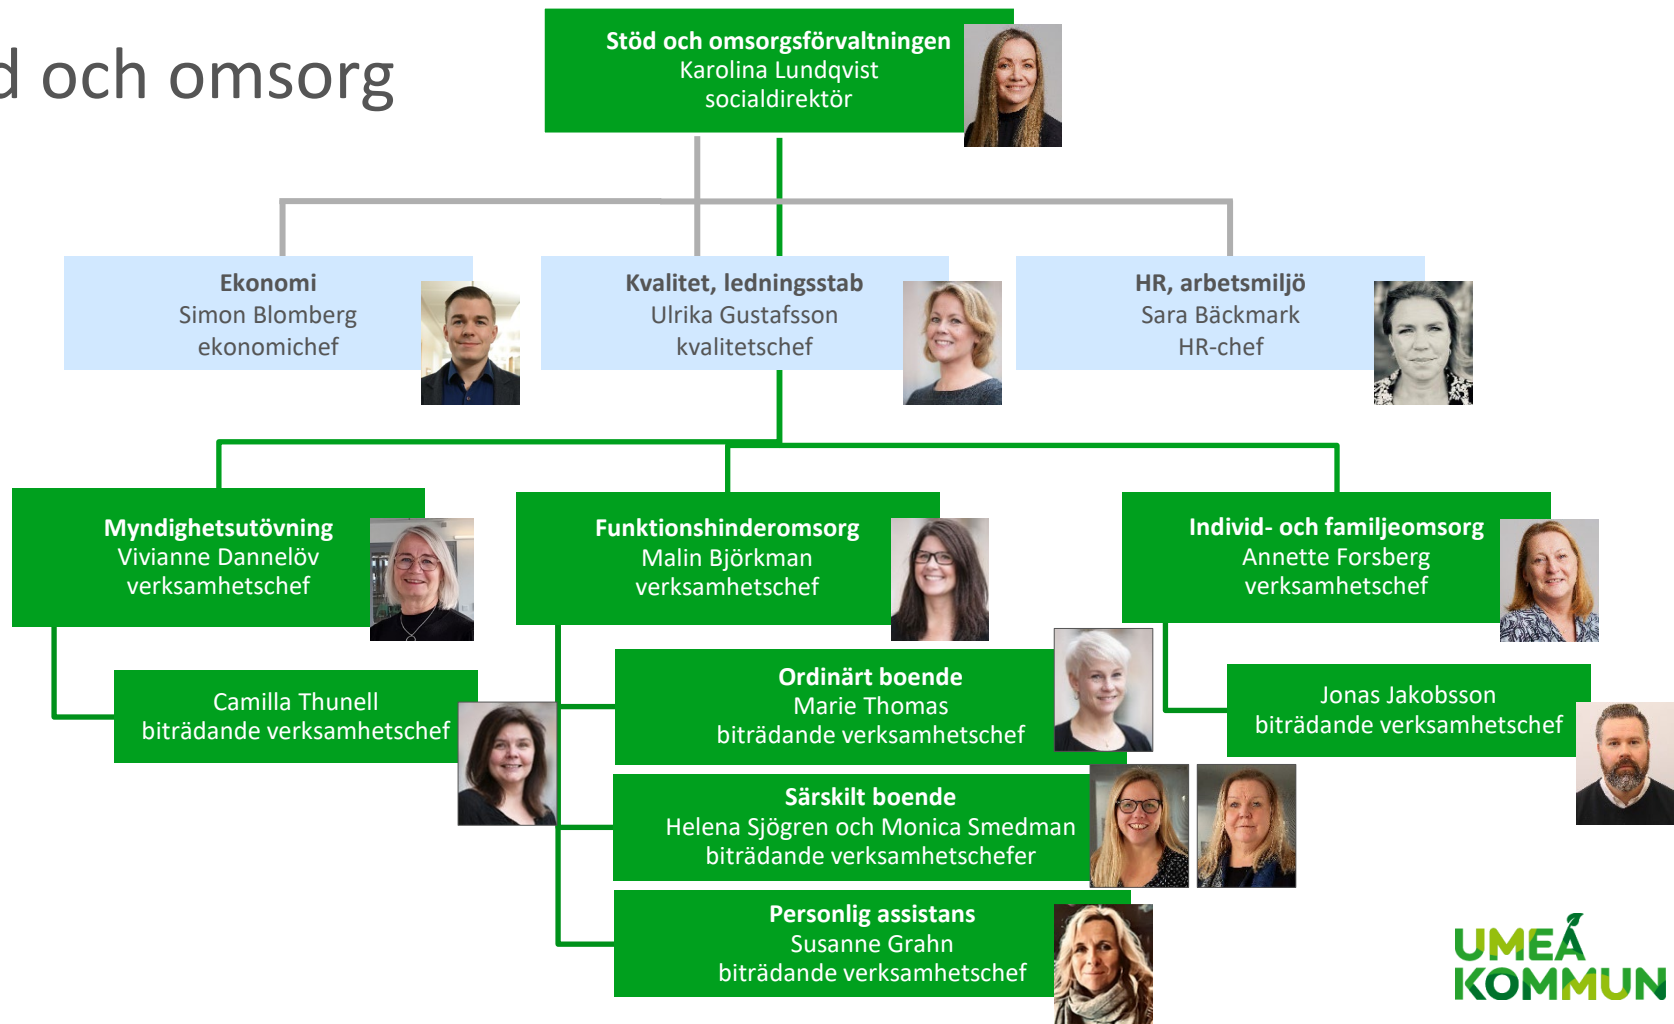 d och omsorg
Stöd och omsorgsförvaltningen
Karolina Lundqvist
socialdirektör
Ekonomi
Simon Blomberg
ekonomichef
Kvalitet, ledningsstab
Ulrika Gustafsson
kvalitetschef
HR, arbetsmiljö
Sara Bäckmark
HR-chef
Myndighetsutövning
Vivianne Dannelöv
verksamhetschef
Camilla Thunell
biträdande verksamhetschef
Funktionshinderomsorg
Malin Björkman
verksamhetschef
Ordinärt boende
Marie Thomas
biträdande verksamhetschef
Särskilt boende
Helena Sjögren och Monica Smedman
biträdande verksamhetschefer
Personlig assistans
Susanne Grahn
biträdande verksamhetschef
Individ- och familjeomsorg
Annette Forsberg
verksamhetschef
Jonas Jakobsson
biträdande verksamhetschef
UMEÅ
KOMMUN